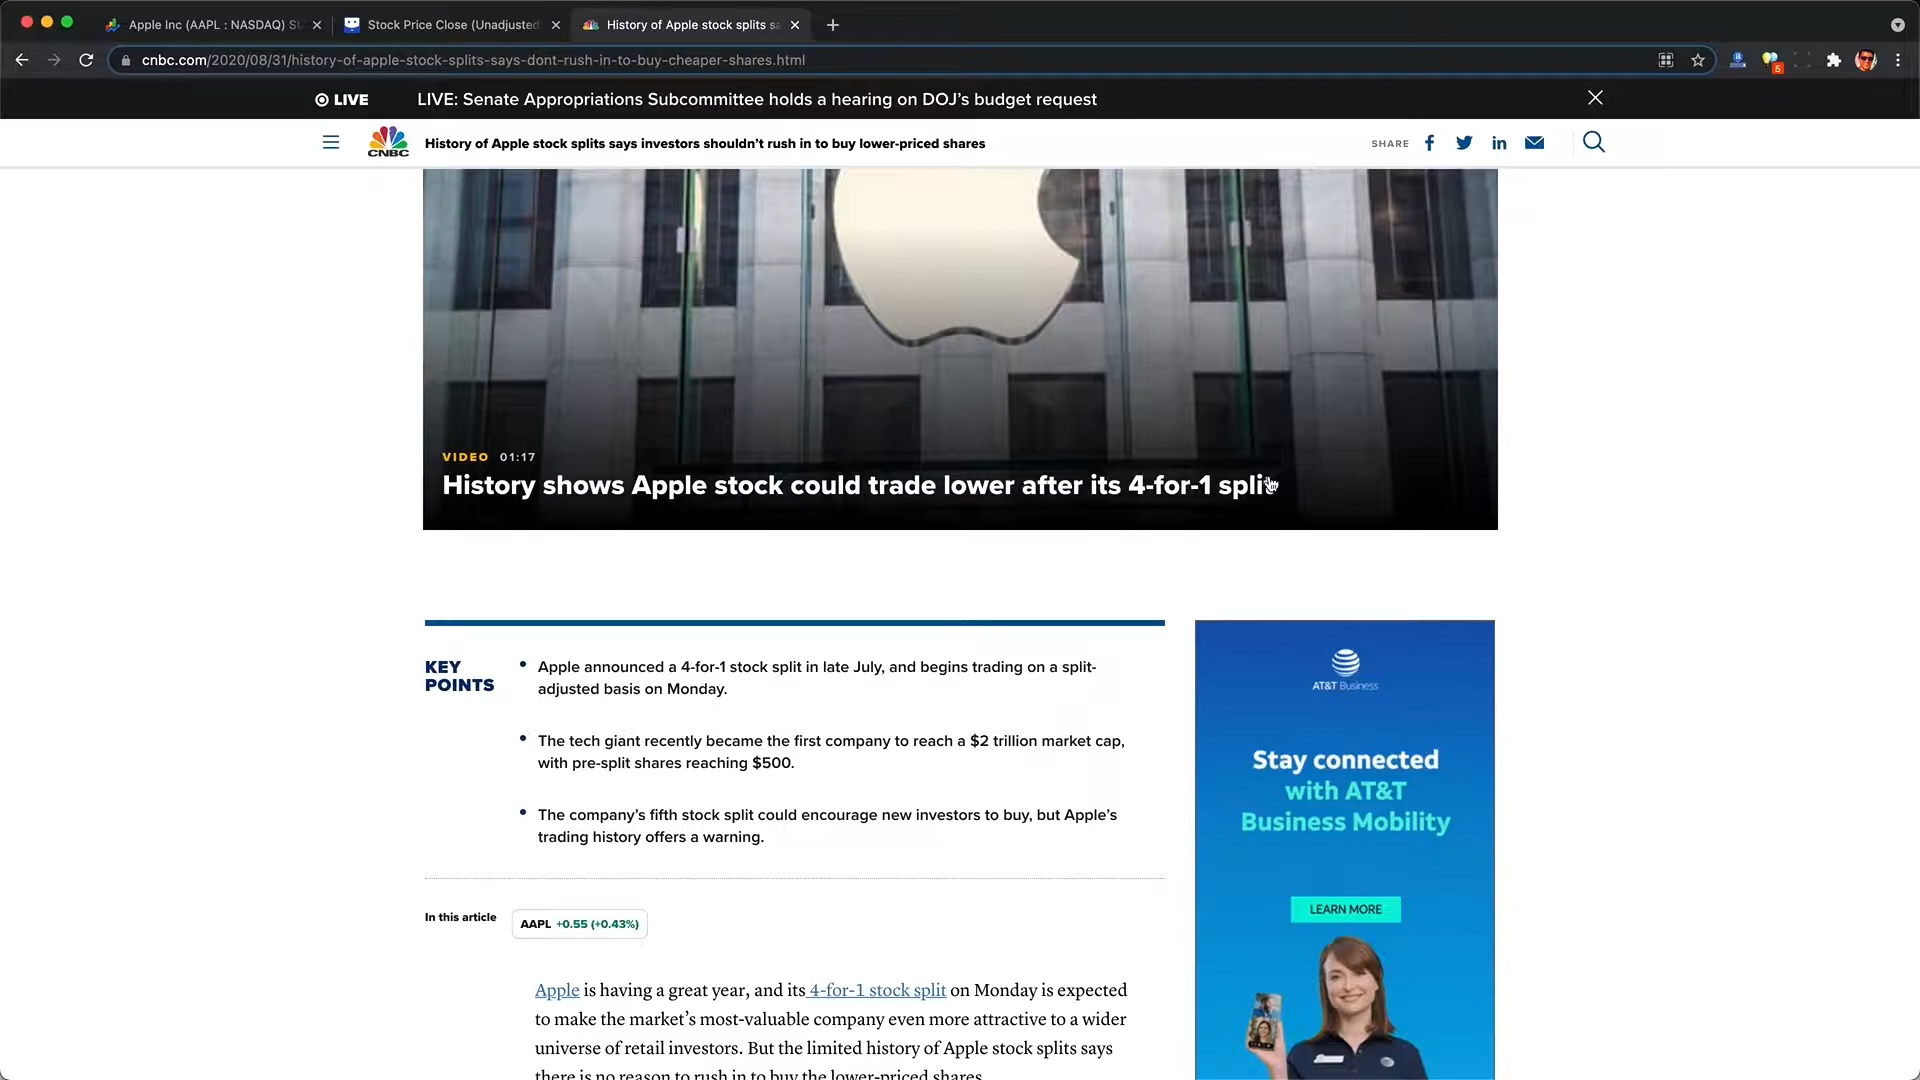 Apple Inc (AAPL : NASDAQ) St
Stock Price Close (Unadjusted
History of Apple stock splits sa
cnbc.com/2020/08/31/history-of-apple-stock-splits-says-dont-rush-in-to-buy-cheaper-shares.html
5
LIVE
LIVE: Senate Appropriations Subcommittee holds a hearing on DOJ's budget request
CNBC
History of Apple stock splits says investors shouldn't rush in to buy lower-priced shares
SHARE
VIDEO 01:17
History shows Apple stock could trade lower after its 4-for-1 split
KEY
POINTS
Apple announced a 4-for-1 stock split in late July, and begins trading on a split-
adjusted basis on Monday.
The tech giant recently became the first company to reach a $2 trillion market cap,
with pre-split shares reaching $500.
The company's fifth stock split could encourage new investors to buy, but Apple's
trading history offers a warning.
In this article
AAPL +0.55 (+0.43%)
Apple is having a great year, and its 4-for-1 stock split on Monday is expected
to make the market's most-valuable company even more attractive to a wider
universe of retail investors. But the limited history of Apple stock splits says
there is no reason to rush in to buy the lower-priced shares.
AT&T Business
Stay connected
with AT&T
Business Mobility
LEARN MORE